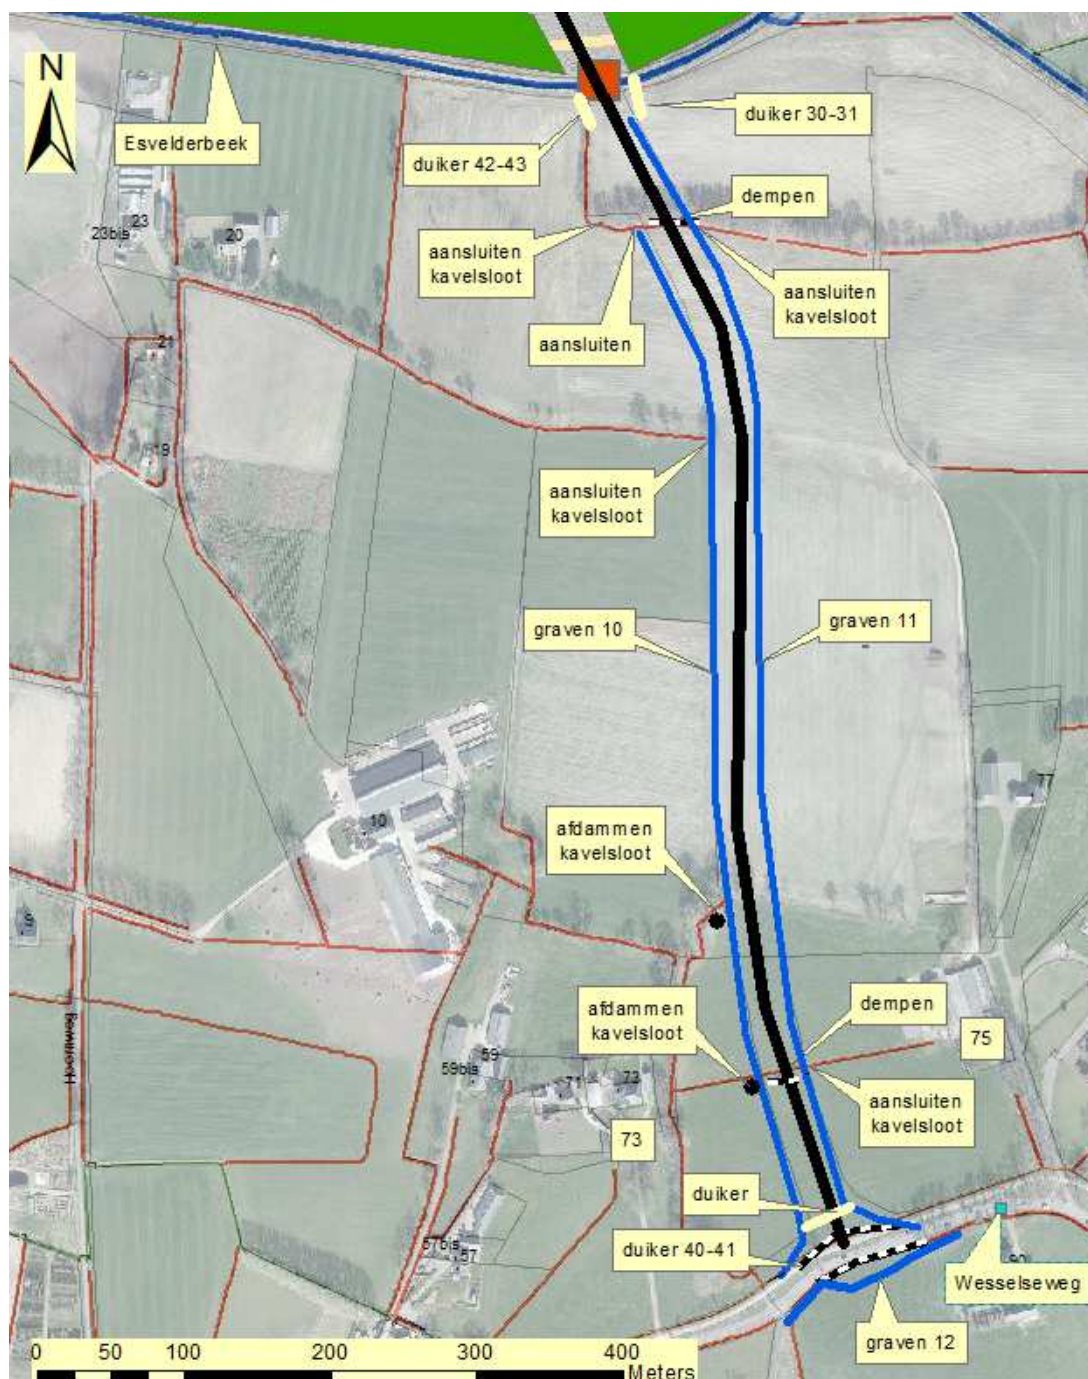 N
Esvelderbeek
duiker 30-31
duiker 42-43
dempen
23
23bis
20
aansluiten
kavelsloot
aansluiten
kavelsloot
aansluiten
21
19
aansluiten
kavelsloot
graven 10
graven 11
77
10
afdammen
kavelsloot
afdammen
kavelsloot
dempen
75
59
59bis
71
73
aansluiten
kavelsloot
duiker
duiker 40-41
57bis
57
90
Wesselseweg
graven 12
0 50 100 200 300 400
Meters